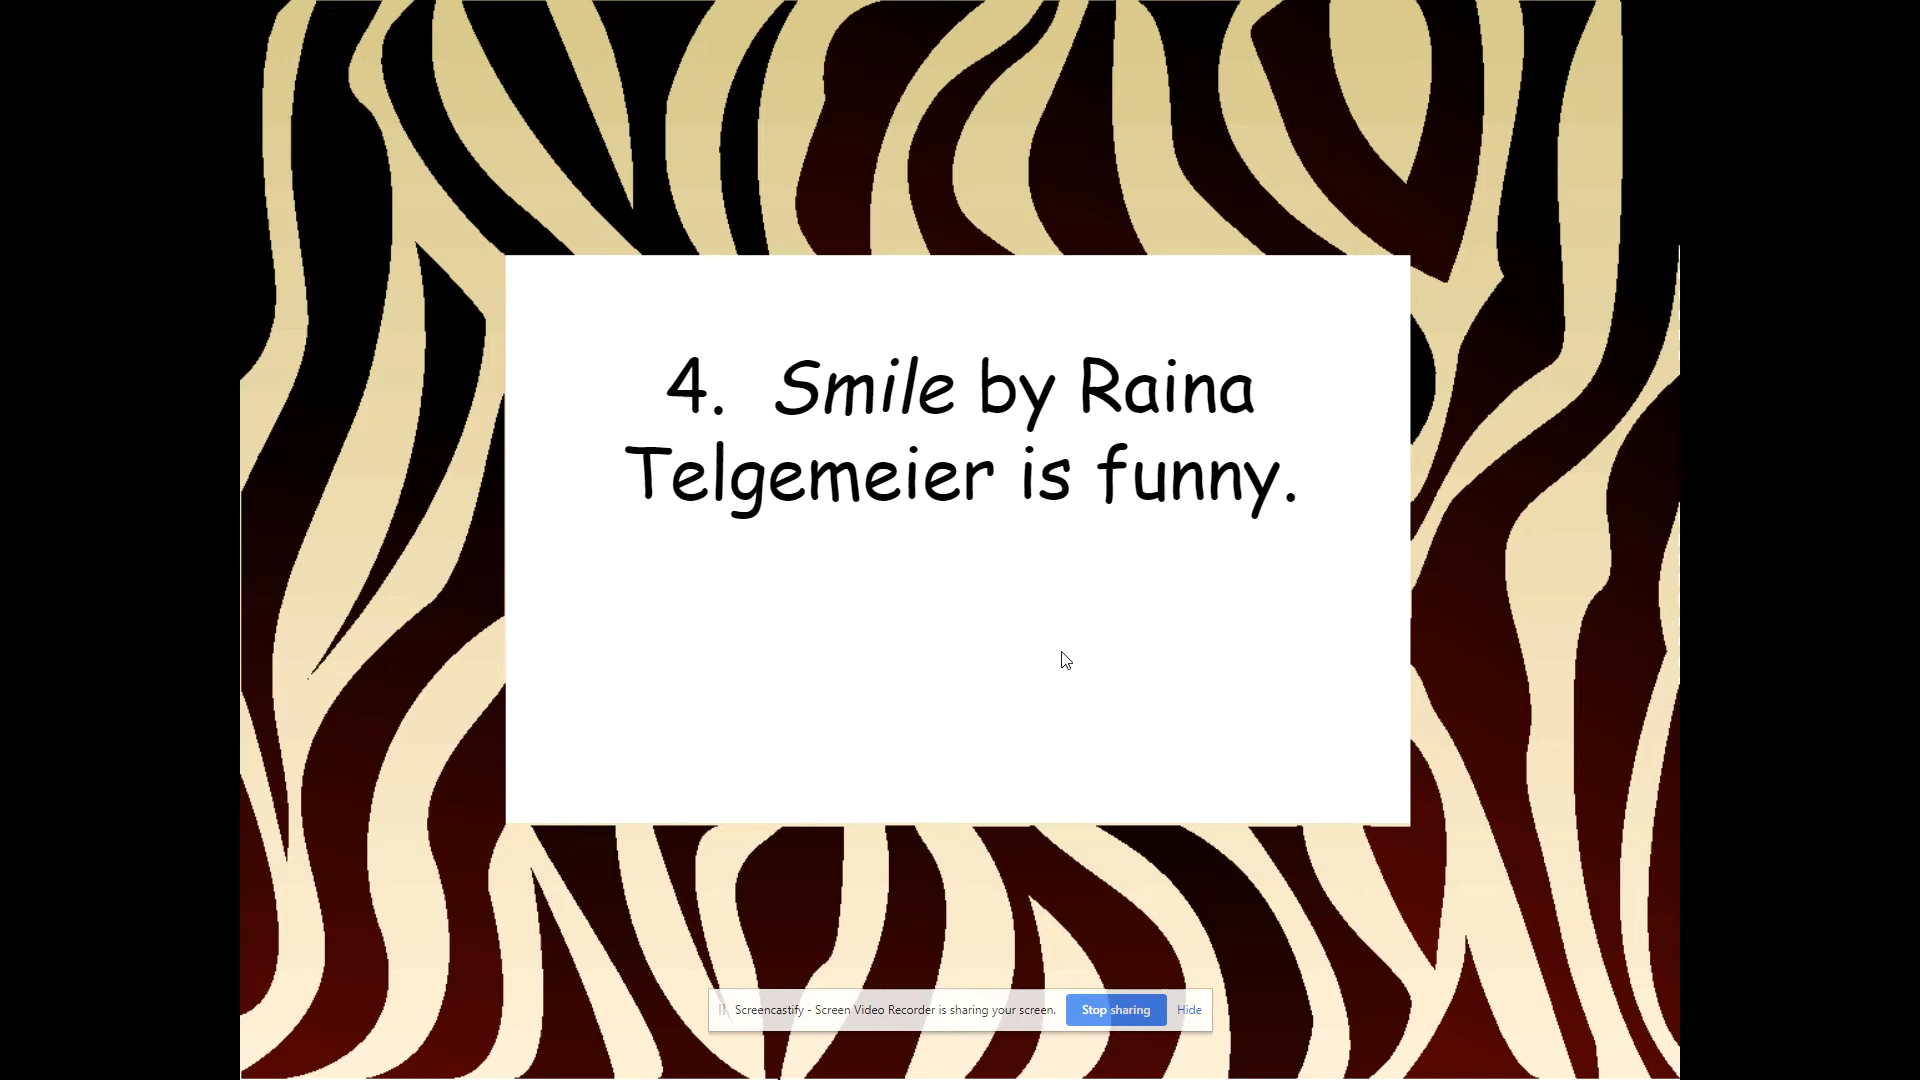 4. Smile by Raina
Telgemeier is funny.
Screencastify - Screen Video Recorder is sharing your screen. Stop sharing Hide